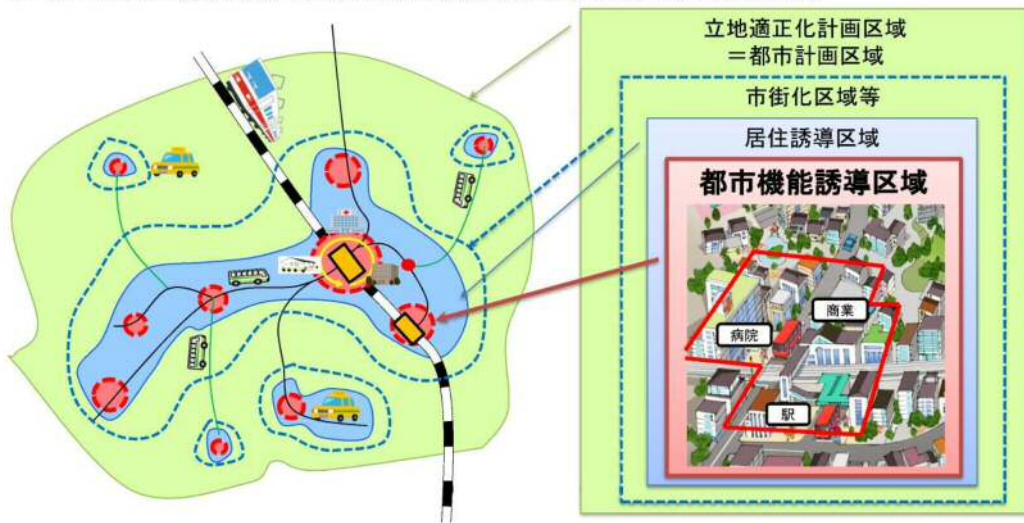 立地適正化計画区域
＝都市計画区域
市街化区域等
居住誘導区域
都市機能誘導区域
商業
病院
駅